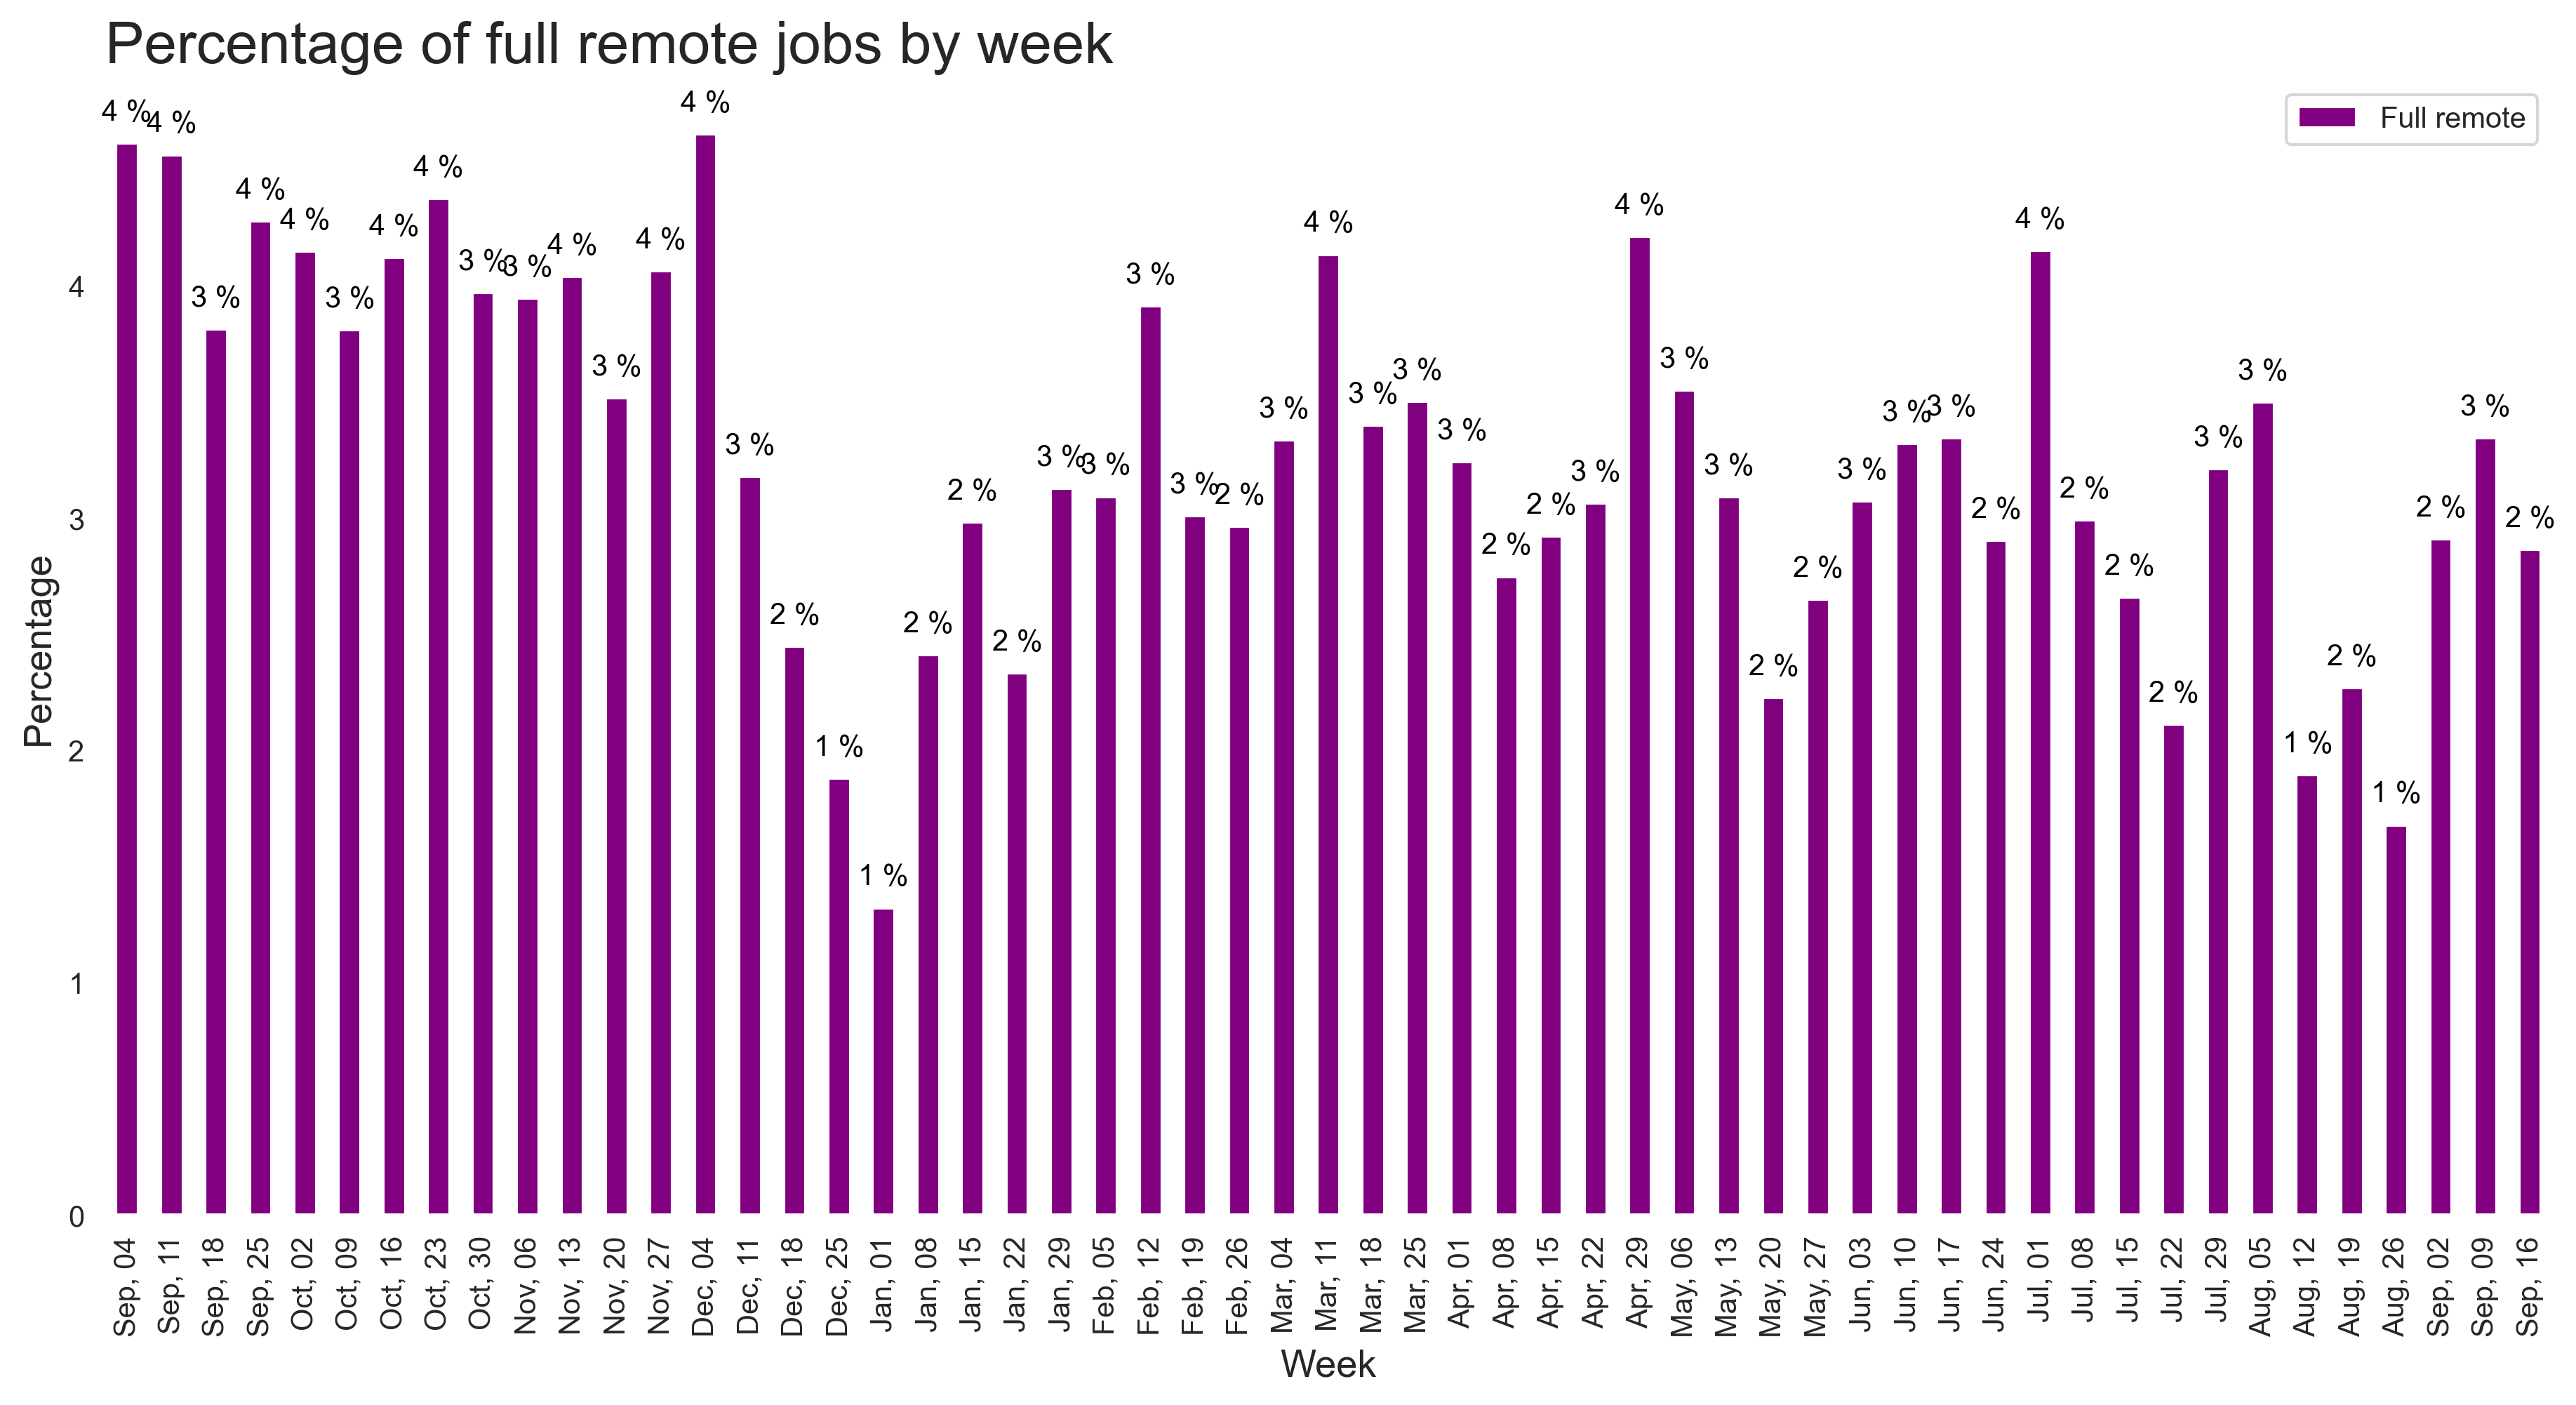 Percentage of full remote jobs by week
Full remote
4 %
4 %
3 %
4 %
4 %
3 %
4 %
4 %
3 %
3 %
4 %
3 %
4 %
4 %
3 %
2 %
1 %
1 %
2 %
2 %
2 %
3 %
3 %
3 %
3 %
2 %
3 %
4 %
3 %
3 %
3 %
2 %
2 %
3 %
4 %
3 %
3 %
2 %
2 %
3 %
3 %
3 %
2 %
4 %
2 %
2 %
2 %
3 %
3 %
1 %
2 %
1 %
2 %
3 %
2 %
Percentage
4
3
2
1
0
Sep, 04
Sep, 11
Sep, 18
Sep, 25
Oct, 02
Oct, 09
Oct, 16
Oct, 23
Oct, 30
Nov, 06
Nov, 13
Nov, 20
Nov, 27
Dec, 04
Dec, 11
Dec, 18
Dec, 25
Jan, 01
Jan, 08
Jan, 15
Jan, 22
Jan, 29
Feb, 05
Feb, 12
Feb, 19
Feb, 26
Mar, 04
Mar, 11
Mar, 18
Mar, 25
Apr, 01
Apr, 08
Apr, 15
Apr, 22
Apr, 29
May, 06
May, 13
May, 20
May, 27
Jun, 03
Jun, 10
Jun, 17
Jun, 24
Jul, 01
Jul, 08
Jul, 15
Jul, 22
Jul, 29
Aug, 05
Aug, 12
Aug, 19
Aug, 26
Sep, 02
Sep, 09
Sep, 16
Week